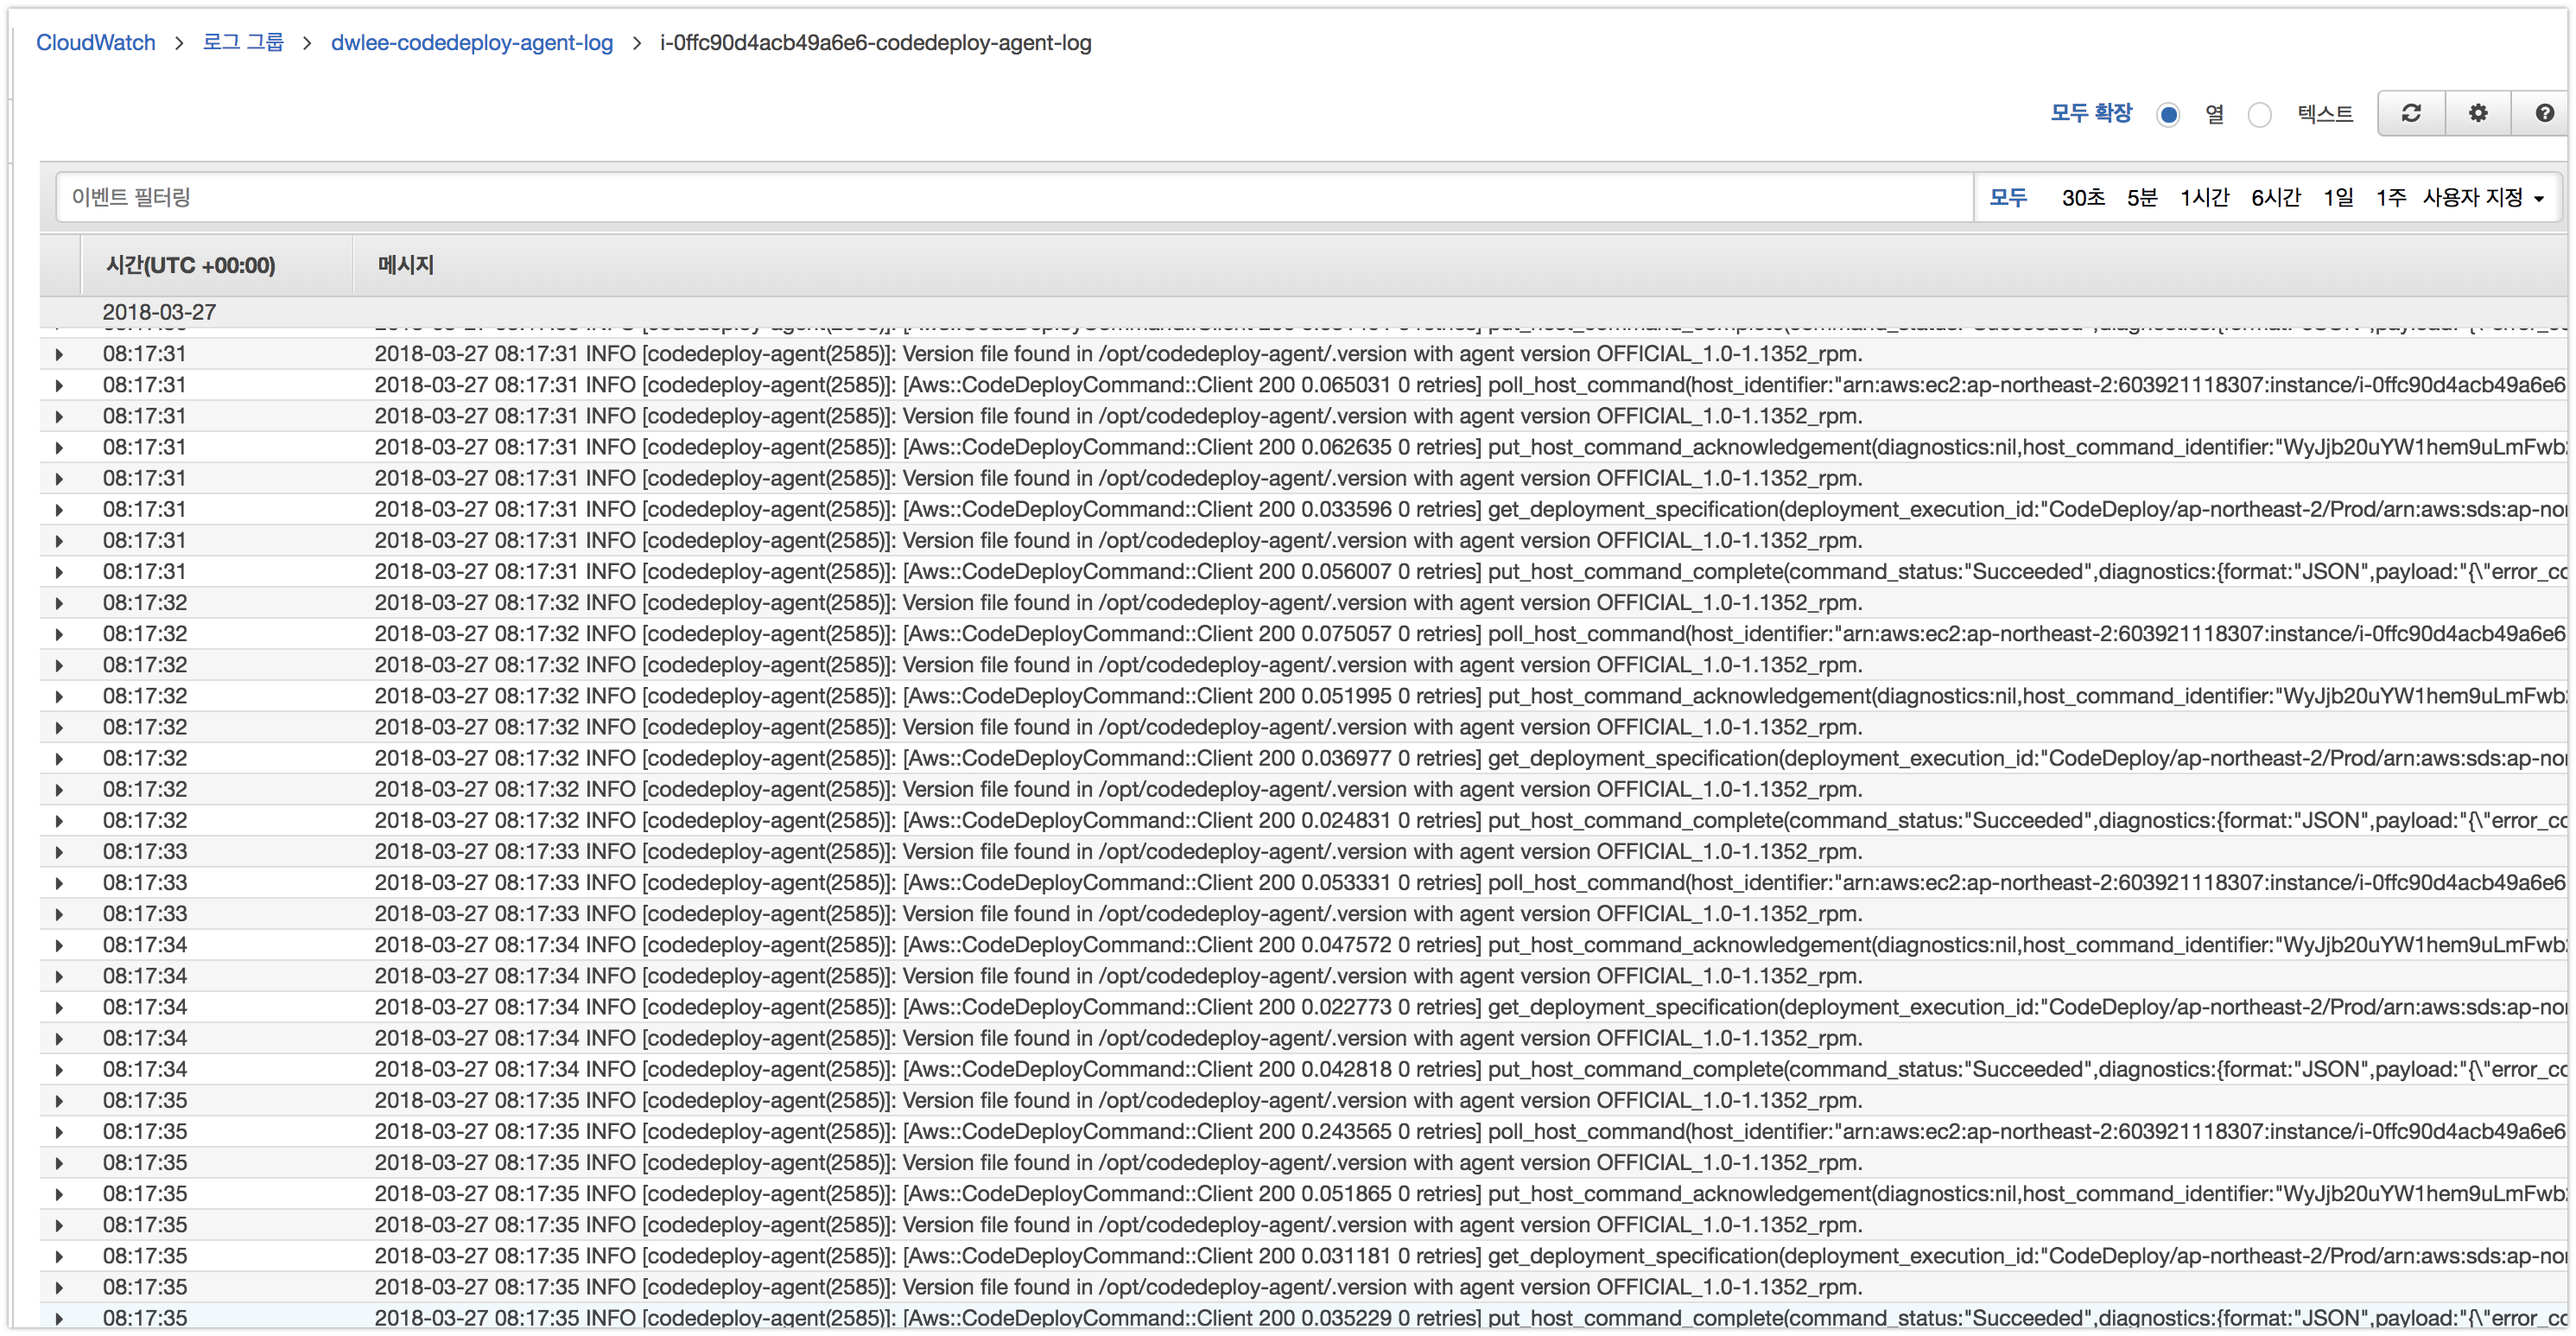 CloudWatch > 로그 그룹 > dwlee-codedeploy-agent-log > i-0ffc90d4acb49a6e6-codedeploy-agent-log
모두 확장 열 텍스트
이벤트 필터링 모두 30초 5분 1시간 6시간 1일 1주 사용자 지정
시간(UTC +00:00) 메시지
2018-03-27
08:17:31 2018-03-27 08:17:31 INFO [codedeploy-agent(2585)]: Version file found in /opt/codedeploy-agent/.version with agent version OFFICIAL_1.0-1.1352_rpm.
08:17:31 2018-03-27 08:17:31 INFO [codedeploy-agent(2585)]: [Aws::CodeDeployCommand::Client 200 0.065031 0 retries] poll_host_command(host_identifier:"arn:aws:ec2:ap-northeast-2:603921118307:instance/i-0ffc90d4acb49a6e6
08:17:31 2018-03-27 08:17:31 INFO [codedeploy-agent(2585)]: Version file found in /opt/codedeploy-agent/.version with agent version OFFICIAL_1.0-1.1352_rpm.
08:17:31 2018-03-27 08:17:31 INFO [codedeploy-agent(2585)]: [Aws::CodeDeployCommand::Client 200 0.062635 0 retries] put_host_command_acknowledgement(diagnostics:nil,host_command_identifier:"WyJjb20uYW1hem9uLmFwb
08:17:31 2018-03-27 08:17:31 INFO [codedeploy-agent(2585)]: Version file found in /opt/codedeploy-agent/.version with agent version OFFICIAL_1.0-1.1352_rpm.
08:17:31 2018-03-27 08:17:31 INFO [codedeploy-agent(2585)]: [Aws::CodeDeployCommand::Client 200 0.033596 0 retries] get_deployment_specification(deployment_execution_id:"CodeDeploy/ap-northeast-2/Prod/arn:aws:sds:ap-nor
08:17:31 2018-03-27 08:17:31 INFO [codedeploy-agent(2585)]: Version file found in /opt/codedeploy-agent/.version with agent version OFFICIAL_1.0-1.1352_rpm.
08:17:31 2018-03-27 08:17:31 INFO [codedeploy-agent(2585)]: [Aws::CodeDeployCommand::Client 200 0.056007 0 retries] put_host_command_complete(command_status:"Succeeded",diagnostics:{format:"JSON",payload:"{\"error_co
08:17:32 2018-03-27 08:17:32 INFO [codedeploy-agent(2585)]: Version file found in /opt/codedeploy-agent/.version with agent version OFFICIAL_1.0-1.1352_rpm.
08:17:32 2018-03-27 08:17:32 INFO [codedeploy-agent(2585)]: [Aws::CodeDeployCommand::Client 200 0.075057 0 retries] poll_host_command(host_identifier:"arn:aws:ec2:ap-northeast-2:603921118307:instance/i-0ffc90d4acb49a6e6
08:17:32 2018-03-27 08:17:32 INFO [codedeploy-agent(2585)]: Version file found in /opt/codedeploy-agent/.version with agent version OFFICIAL_1.0-1.1352_rpm.
08:17:32 2018-03-27 08:17:32 INFO [codedeploy-agent(2585)]: [Aws::CodeDeployCommand::Client 200 0.051995 0 retries] put_host_command_acknowledgement(diagnostics:nil,host_command_identifier:"WyJjb20uYW1hem9uLmFwb
08:17:32 2018-03-27 08:17:32 INFO [codedeploy-agent(2585)]: Version file found in /opt/codedeploy-agent/.version with agent version OFFICIAL_1.0-1.1352_rpm.
08:17:32 2018-03-27 08:17:32 INFO [codedeploy-agent(2585)]: [Aws::CodeDeployCommand::Client 200 0.036977 0 retries] get_deployment_specification(deployment_execution_id:"CodeDeploy/ap-northeast-2/Prod/arn:aws:sds:ap-nor
08:17:32 2018-03-27 08:17:32 INFO [codedeploy-agent(2585)]: Version file found in /opt/codedeploy-agent/.version with agent version OFFICIAL_1.0-1.1352_rpm.
08:17:32 2018-03-27 08:17:32 INFO [codedeploy-agent(2585)]: [Aws::CodeDeployCommand::Client 200 0.024831 0 retries] put_host_command_complete(command_status:"Succeeded",diagnostics:{format:"JSON",payload:"{\"error_co
08:17:33 2018-03-27 08:17:33 INFO [codedeploy-agent(2585)]: Version file found in /opt/codedeploy-agent/.version with agent version OFFICIAL_1.0-1.1352_rpm.
08:17:33 2018-03-27 08:17:33 INFO [codedeploy-agent(2585)]: [Aws::CodeDeployCommand::Client 200 0.053331 0 retries] poll_host_command(host_identifier:"arn:aws:ec2:ap-northeast-2:603921118307:instance/i-0ffc90d4acb49a6e6
08:17:33 2018-03-27 08:17:33 INFO [codedeploy-agent(2585)]: Version file found in /opt/codedeploy-agent/.version with agent version OFFICIAL_1.0-1.1352_rpm.
08:17:34 2018-03-27 08:17:34 INFO [codedeploy-agent(2585)]: [Aws::CodeDeployCommand::Client 200 0.047572 0 retries] put_host_command_acknowledgement(diagnostics:nil,host_command_identifier:"WyJjb20uYW1hem9uLmFwb
08:17:34 2018-03-27 08:17:34 INFO [codedeploy-agent(2585)]: Version file found in /opt/codedeploy-agent/.version with agent version OFFICIAL_1.0-1.1352_rpm.
08:17:34 2018-03-27 08:17:34 INFO [codedeploy-agent(2585)]: [Aws::CodeDeployCommand::Client 200 0.022773 0 retries] get_deployment_specification(deployment_execution_id:"CodeDeploy/ap-northeast-2/Prod/arn:aws:sds:ap-nor
08:17:34 2018-03-27 08:17:34 INFO [codedeploy-agent(2585)]: Version file found in /opt/codedeploy-agent/.version with agent version OFFICIAL_1.0-1.1352_rpm.
08:17:34 2018-03-27 08:17:34 INFO [codedeploy-agent(2585)]: [Aws::CodeDeployCommand::Client 200 0.042818 0 retries] put_host_command_complete(command_status:"Succeeded",diagnostics:{format:"JSON",payload:"{\"error_co
08:17:35 2018-03-27 08:17:35 INFO [codedeploy-agent(2585)]: Version file found in /opt/codedeploy-agent/.version with agent version OFFICIAL_1.0-1.1352_rpm.
08:17:35 2018-03-27 08:17:35 INFO [codedeploy-agent(2585)]: [Aws::CodeDeployCommand::Client 200 0.243565 0 retries] poll_host_command(host_identifier:"arn:aws:ec2:ap-northeast-2:603921118307:instance/i-0ffc90d4acb49a6e6
08:17:35 2018-03-27 08:17:35 INFO [codedeploy-agent(2585)]: Version file found in /opt/codedeploy-agent/.version with agent version OFFICIAL_1.0-1.1352_rpm.
08:17:35 2018-03-27 08:17:35 INFO [codedeploy-agent(2585)]: [Aws::CodeDeployCommand::Client 200 0.051865 0 retries] put_host_command_acknowledgement(diagnostics:nil,host_command_identifier:"WyJjb20uYW1hem9uLmFwb
08:17:35 2018-03-27 08:17:35 INFO [codedeploy-agent(2585)]: Version file found in /opt/codedeploy-agent/.version with agent version OFFICIAL_1.0-1.1352_rpm.
08:17:35 2018-03-27 08:17:35 INFO [codedeploy-agent(2585)]: [Aws::CodeDeployCommand::Client 200 0.031181 0 retries] get_deployment_specification(deployment_execution_id:"CodeDeploy/ap-northeast-2/Prod/arn:aws:sds:ap-nor
08:17:35 2018-03-27 08:17:35 INFO [codedeploy-agent(2585)]: Version file found in /opt/codedeploy-agent/.version with agent version OFFICIAL_1.0-1.1352_rpm.
08:17:35 2018-03-27 08:17:35 INFO [codedeploy-agent(2585)]: [Aws::CodeDeployCommand::Client 200 0.035229 0 retries] put_host_command_complete(command_status:"Succeeded",diagnostics:{format:"JSON",payload:"{\"error_co